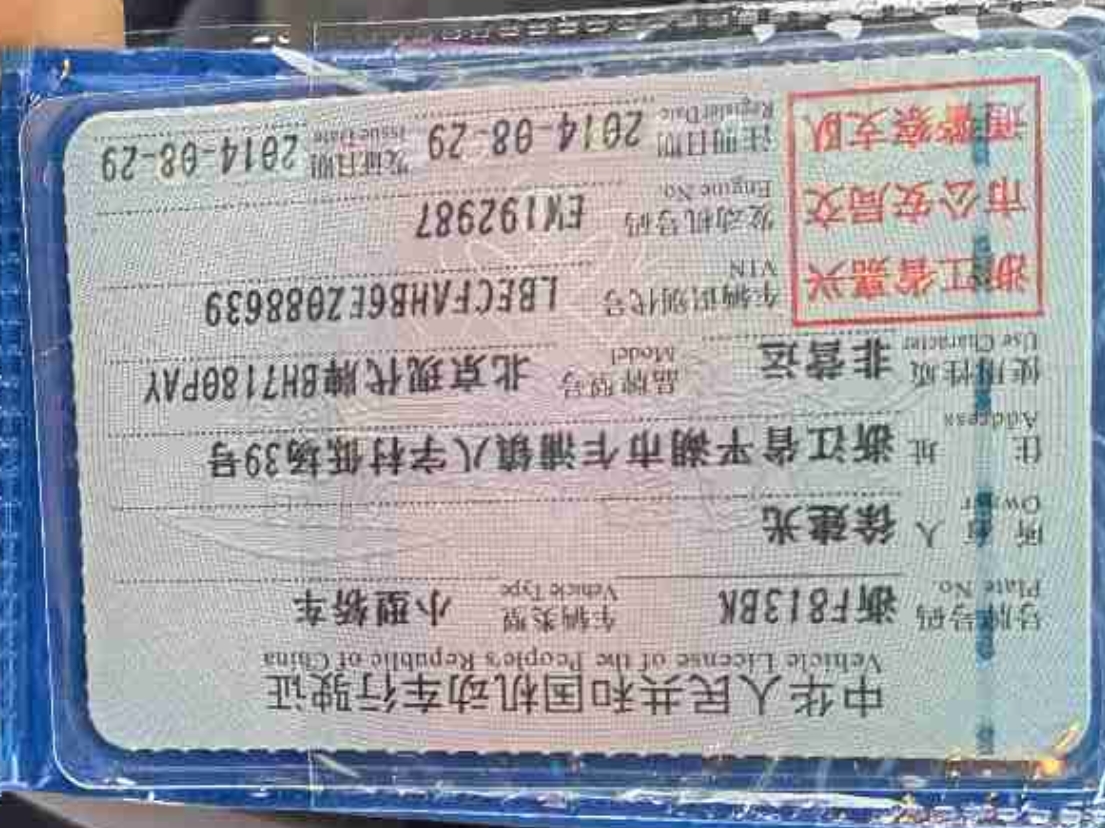 中华人民共和国机动车行驶证
Vehicle License of the People's Republic of China
号牌号码 浙F813BK 车辆类型 小型轿车
Plate No. Vehicle Type
所有人 徐建光
Owner
住址 浙江省平湖市乍浦镇八字村低场39号
Address
使用性质 非营运 品牌型号 北京现代牌BH7180PAY
Use Character Model
浙江省嘉兴
市公安局交
通警察支队
车辆识别代号 LBECFAHB6EZ088639
VIN
发动机号码 EW192987
Engine No.
注册日期 2014-08-29 发证日期 2014-08-29
Register Date Issue Date